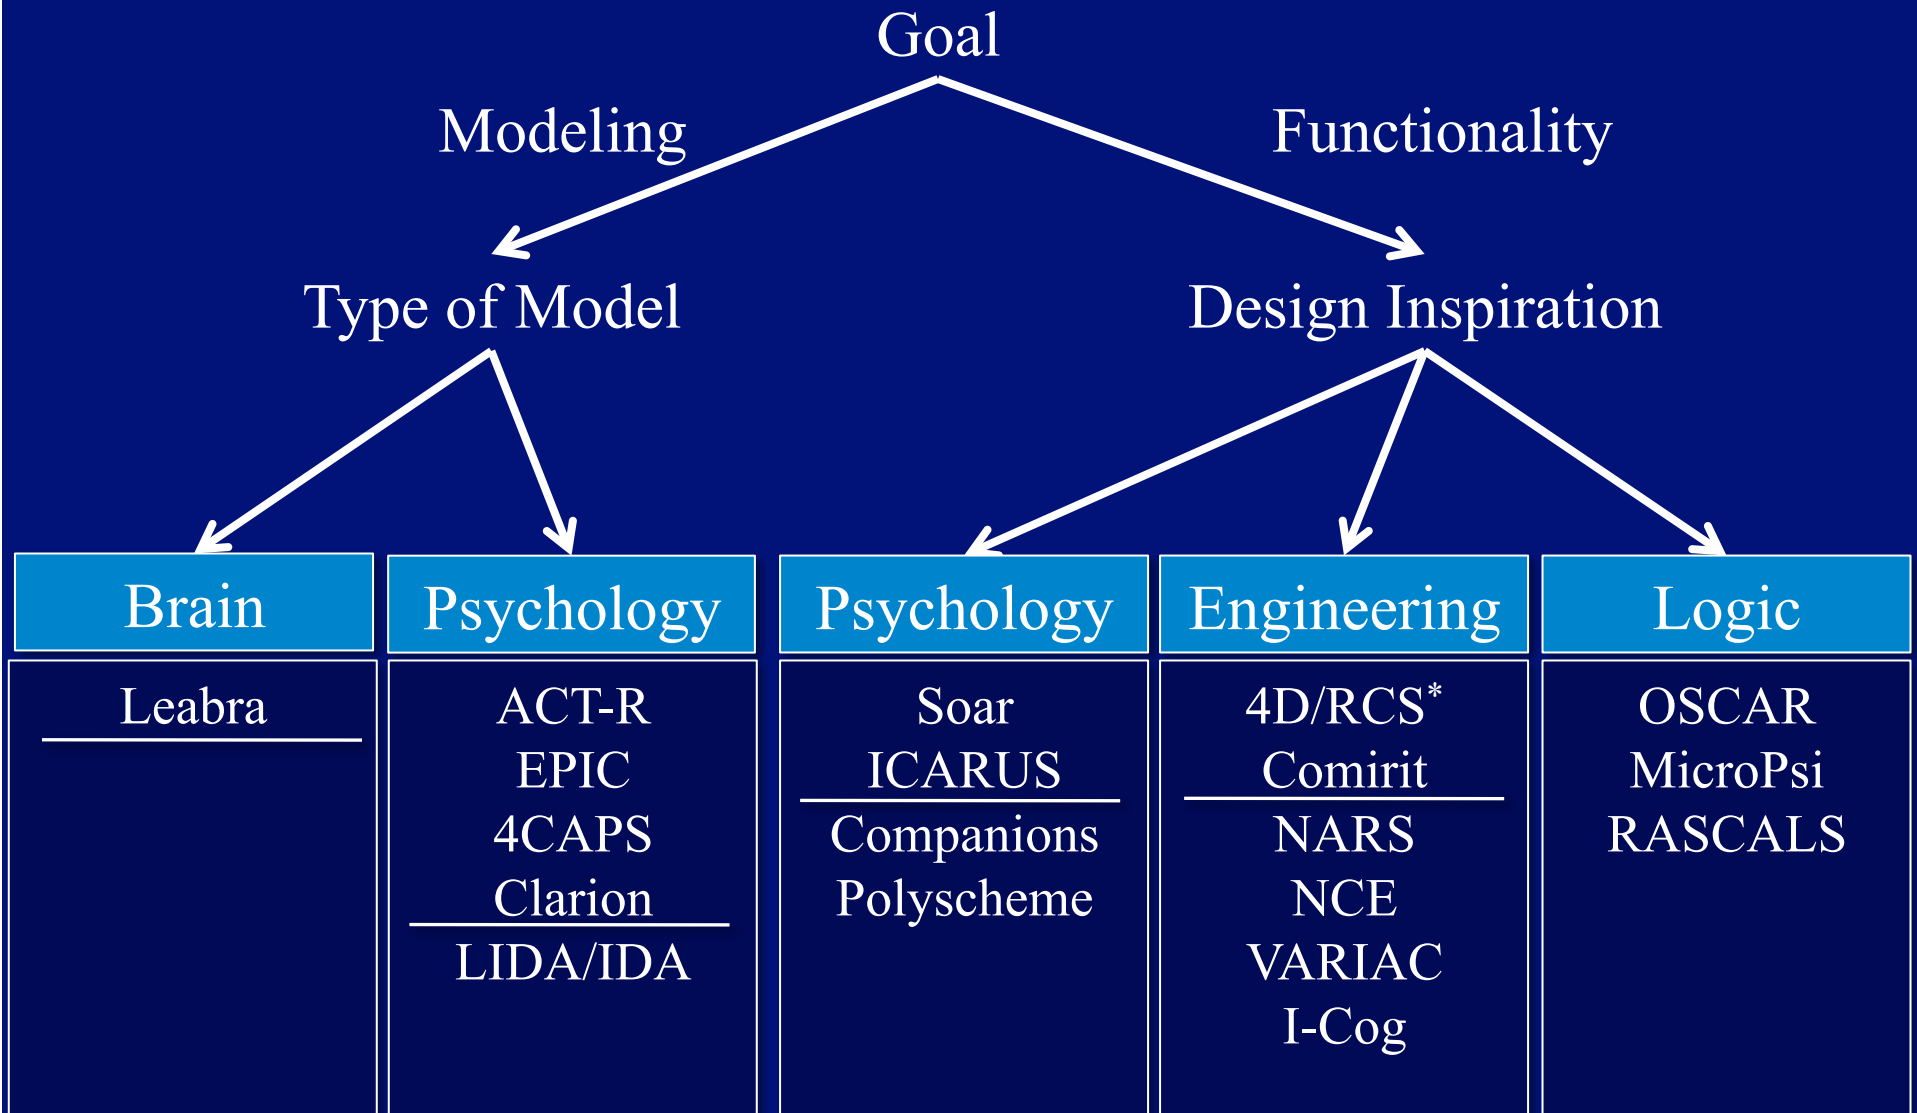 Goal
Modeling
Functionality
Type of Model
Design Inspiration
Brain
Psychology
Psychology
Engineering
Logic
Leabra
ACT-R
EPIC
4CAPS
Clarion
LIDA/IDA
Soar
ICARUS
Companions
Polyscheme
4D/RCS*
Comirit
NARS
NCE
VARIAC
I-Cog
OSCAR
MicroPsi
RASCALS